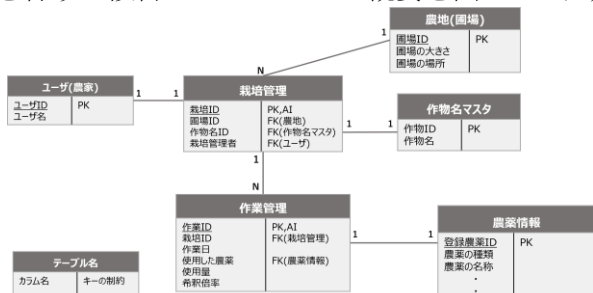 農地(圃場)
圃場ID PK
圃場の大きさ
圃場の場所
1
N
ユーザ(農家)
ユーザID PK
ユーザ名
1 1
栽培管理
栽培ID PK,AI
圃場ID FK(農地)
作物名ID FK(作物名マスタ)
栽培管理者 FK(ユーザ)
1 1
作物名マスタ
作物ID PK
作物名
1
N
作業管理
作業ID PK,AI
栽培ID FK(栽培管理)
作業日
使用した農薬 FK(農薬情報)
使用量
希釈倍率
1 1
農薬情報
登録農薬ID PK
農薬の種類
農薬の名称
・
・
テーブル名
カラム名 キーの制約